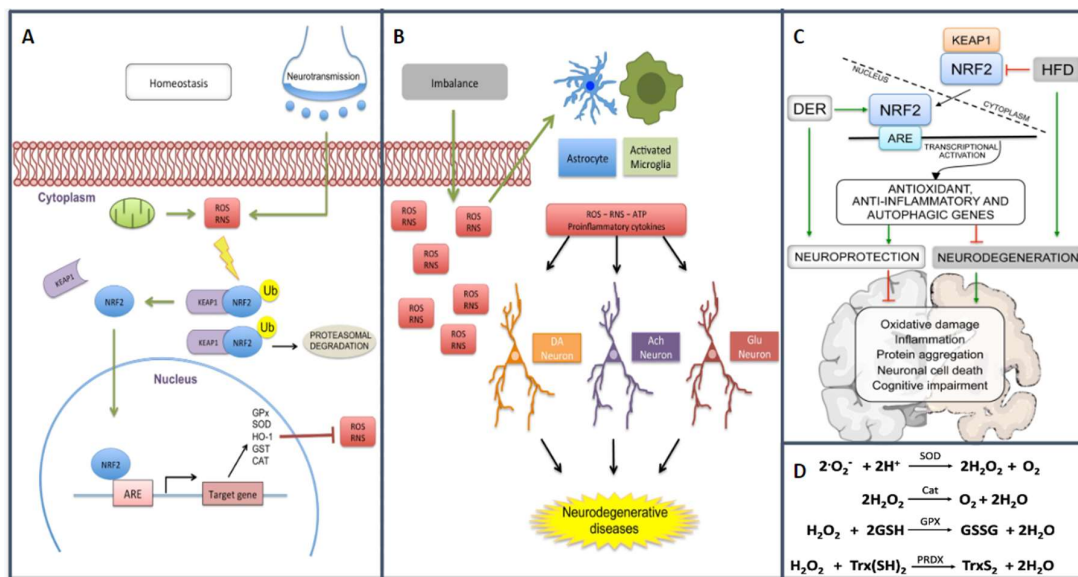 A
Homeostasis
Neurotransmission
Cytoplasm
ROS
RNS
KEAP1
NRF2
KEAP1
NRF2
Ub
KEAP1
NRF2
Ub
PROTEASOMAL
DEGRADATION
Nucleus
GPx
SOD
HO-1
GST
CAT
ROS
RNS
NRF2
ARE
Target gene
B
Imbalance
Astrocyte
Activated
Microglia
ROS
RNS
ROS
RNS
ROS
RNS
ROS
RNS
ROS
RNS
ROS
RNS
ROS – RNS – ATP
Proinflammatory cytokines
DA
Neuron
Ach
Neuron
Glu
Neuron
Neurodegenerative
diseases
C
KEAP1
NRF2
HFD
NUCLEUS
CYTOPLASM
DER
NRF2
ARE
TRANSCRIPTIONAL
ACTIVATION
ANTIOXIDANT,
ANTI-INFLAMMATORY AND
AUTOPHAGIC GENES
NEUROPROTECTION
NEURODEGENERATION
Oxidative damage
Inflammation
Protein aggregation
Neuronal cell death
Cognitive impairment
D
2·O₂⁻ + 2H⁺ SOD→ 2H₂O₂ + O₂
2H₂O₂ Cat→ O₂ + 2H₂O
H₂O₂ + 2GSH GPX→ GSSG + 2H₂O
H₂O₂ + Trx(SH)₂ PRDX→ TrxS₂ + 2H₂O